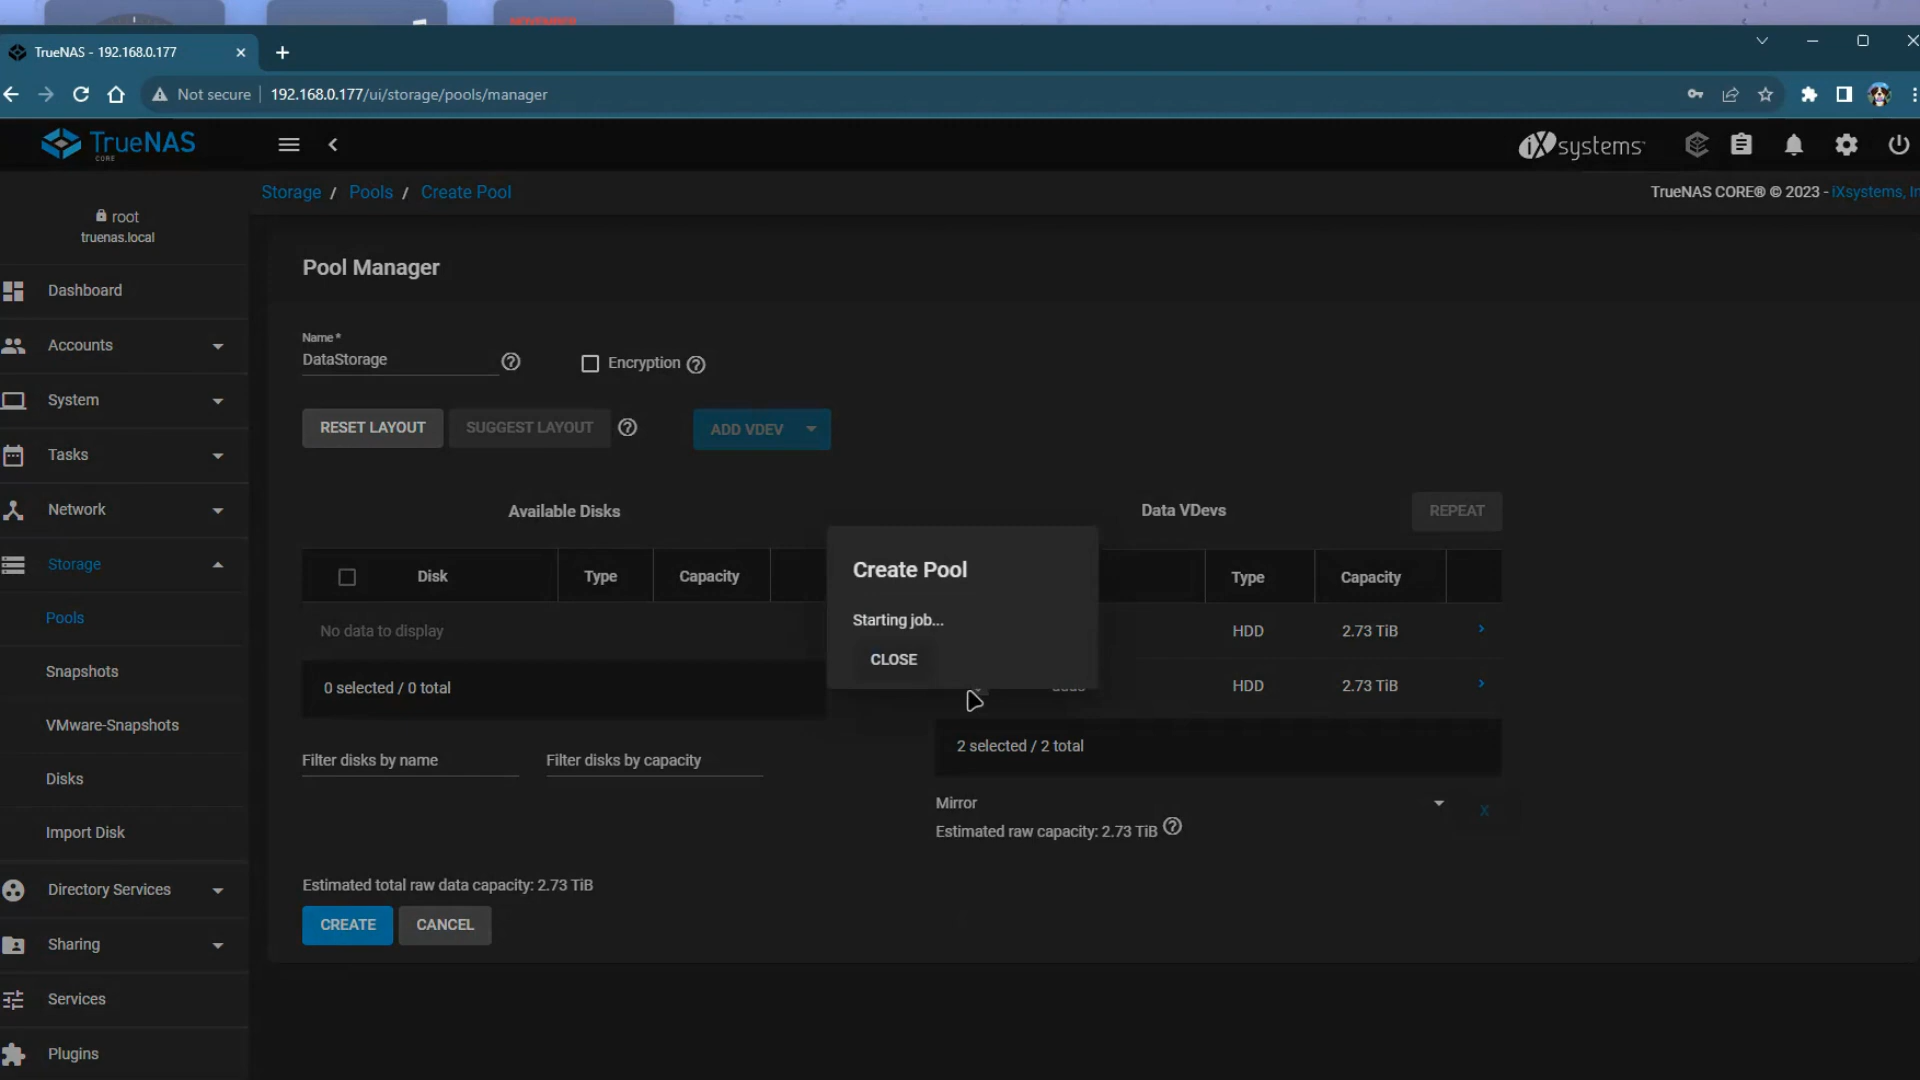 NOVEMBER
TrueNAS - 192.168.0.177
Not secure 192.168.0.177/ui/storage/pools/manager
TrueNAS
CORE
iXsystems
Storage / Pools / Create Pool
TrueNAS CORE® © 2023 - iXsystems, In
root
truenas.local
Dashboard
Accounts
System
Tasks
Network
Storage
Pools
Snapshots
VMware-Snapshots
Disks
Import Disk
Directory Services
Sharing
Services
Plugins
Pool Manager
Name *
DataStorage
Encryption
RESET LAYOUT SUGGEST LAYOUT ADD VDEV
Available Disks
Disk Type Capacity
No data to display
0 selected / 0 total
Filter disks by name Filter disks by capacity
Data VDevs REPEAT
Type Capacity
HDD 2.73 TiB
HDD 2.73 TiB
2 selected / 2 total
Mirror
X
Estimated raw capacity: 2.73 TiB
Create Pool
Starting job...
CLOSE
Estimated total raw data capacity: 2.73 TiB
CREATE CANCEL